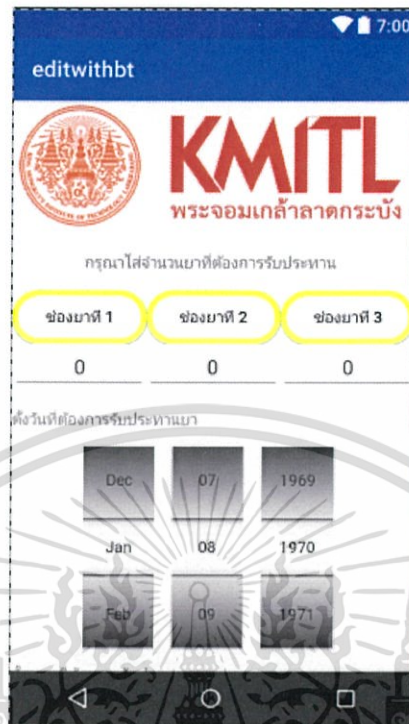 7:00
editwithbt
KMITL
พระจอมเกล้าลาดกระบัง
กรุณาใส่จำนวนยาที่ต้องการรับประทาน
ช่องยาที่ 1 ช่องยาที่ 2 ช่องยาที่ 3
0 0 0
ตั้งวันที่ต้องการรับประทานยา
Dec 07 1969
Jan 08 1970
Feb 09 1971